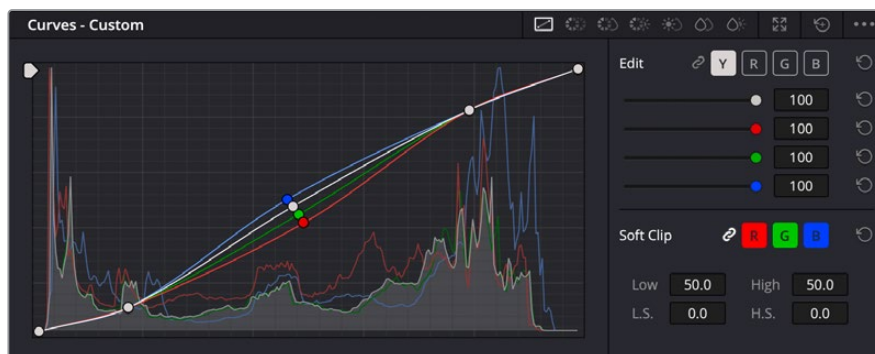 Curves - Custom
Edit
Y R G B
100
100
100
100
Soft Clip R G B
Low 50.0 High 50.0
L.S. 0.0 H.S. 0.0